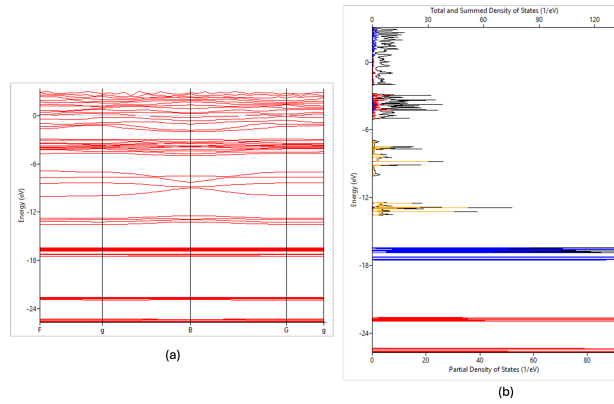 Total and Summed Density of States (1/eV)
0
30
60
90
120
0
-6
-12
-18
-24
Energy (eV)
F
g
B
G
g
(a)
0
-6
-12
-18
-24
Energy (eV)
0
20
40
60
80
Partial Density of States (1/eV)
(b)